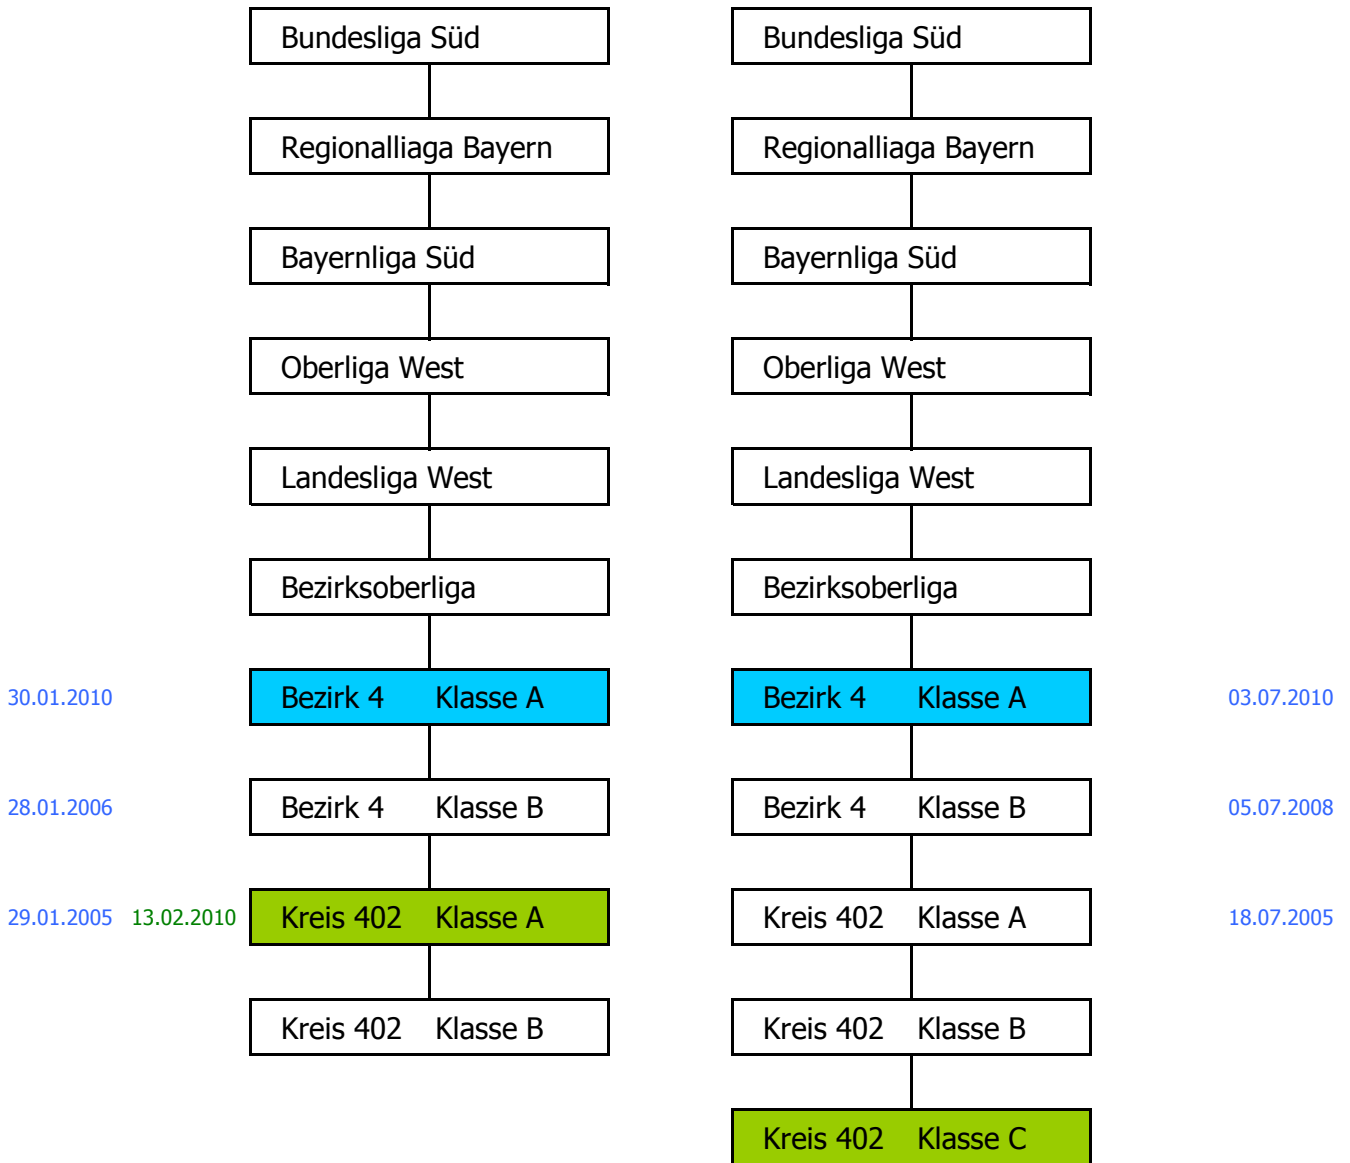 Bundesliga Süd Bundesliga Süd
Regionalliaga Bayern Regionalliaga Bayern
Bayernliga Süd Bayernliga Süd
Oberliga West Oberliga West
Landesliga West Landesliga West
Bezirksoberliga Bezirksoberliga
30.01.2010 Bezirk 4 Klasse A Bezirk 4 Klasse A 03.07.2010
28.01.2006 Bezirk 4 Klasse B Bezirk 4 Klasse B 05.07.2008
29.01.2005 13.02.2010 Kreis 402 Klasse A Kreis 402 Klasse A 18.07.2005
Kreis 402 Klasse B Kreis 402 Klasse B
Kreis 402 Klasse C